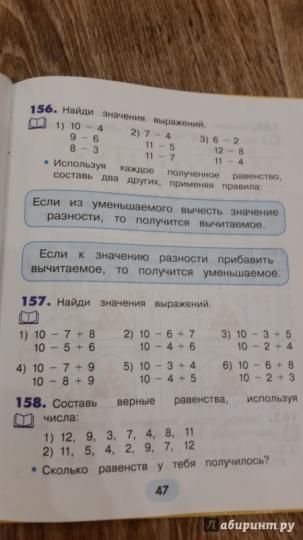 156. Найди значения выражений.
1) 10 – 4 2) 7 – 4 3) 6 – 2
9 – 6 11 – 5 12 – 8
8 – 3 11 – 7 11 – 4
• Используя каждое полученное равенство,
составь два других, применяя правила:
Если из уменьшаемого вычесть значение
разности, то получится вычитаемое.
Если к значению разности прибавить
вычитаемое, то получится уменьшаемое.
157. Найди значения выражений.
1) 10 – 7 + 8 2) 10 – 6 + 7 3) 10 – 3 + 5
10 – 5 + 6 10 – 4 + 6 10 – 2 + 4
4) 10 – 7 + 9 5) 10 – 3 + 4 6) 10 – 6 + 8
10 – 8 + 9 10 – 4 + 5 10 – 2 + 3
158. Составь верные равенства, используя
числа:
1) 12, 9, 3, 7, 4, 8, 11
2) 11, 5, 4, 2, 9, 7, 12
• Сколько равенств у тебя получилось?
47
Лабиринт.ру